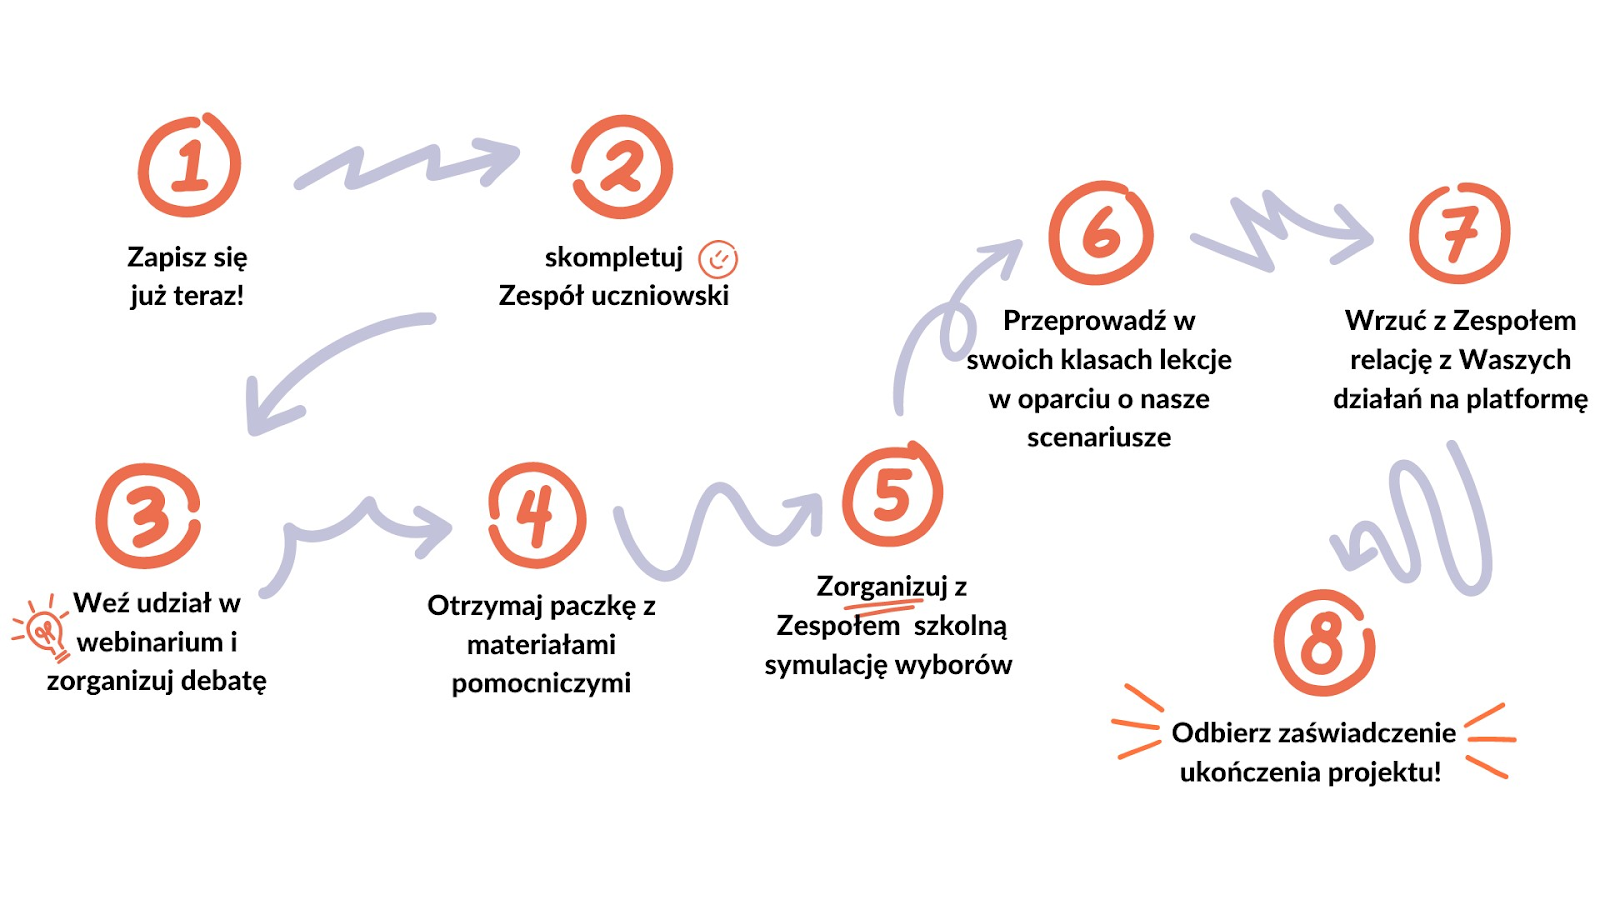 1
Zapisz się
już teraz!
2
skompletuj
Zespół uczniowski
3
Weź udział w
webinarium i
zorganizuj debatę
4
Otrzymaj paczkę z
materiałami
pomocniczymi
5
Zorganizuj z
Zespołem szkolną
symulację wyborów
6
Przeprowadź w
swoich klasach lekcje
w oparciu o nasze
scenariusze
7
Wrzuć z Zespołem
relację z Waszych
działań na platformę
8
Odbierz zaświadczenie
ukończenia projektu!